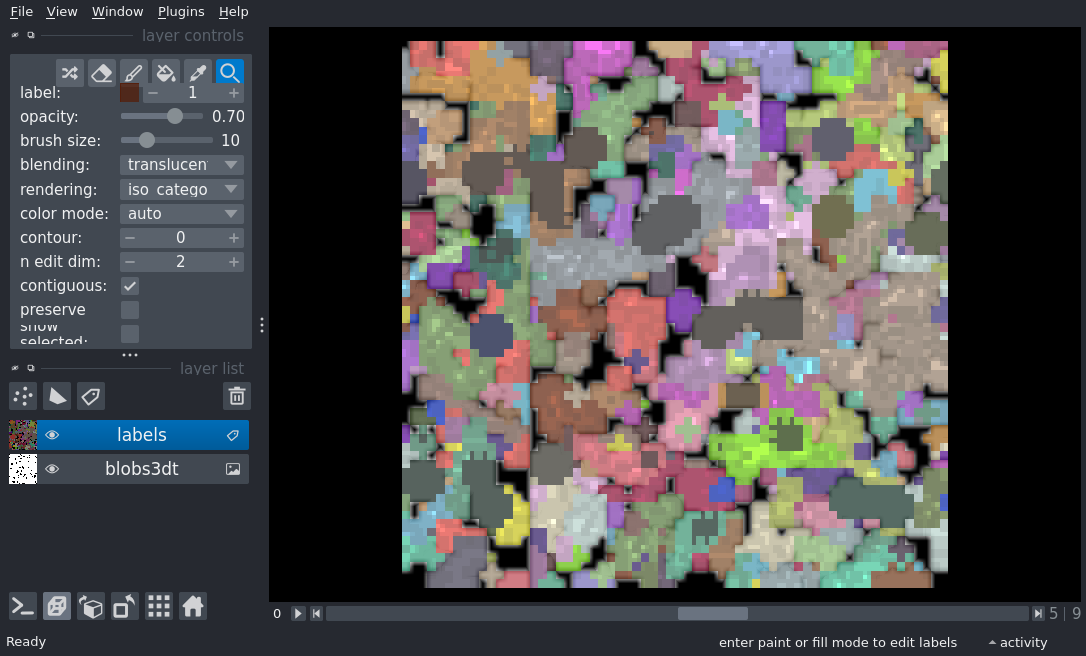 File View Window Plugins Help
layer controls
label: 1
opacity: 0.70
brush size: 10
blending: translucen
rendering: iso catego
color mode: auto
contour: 0
n edit dim: 2
contiguous:
preserve
show
selected:
layer list
labels
blobs3dt
0 5 9
Ready enter paint or fill mode to edit labels activity